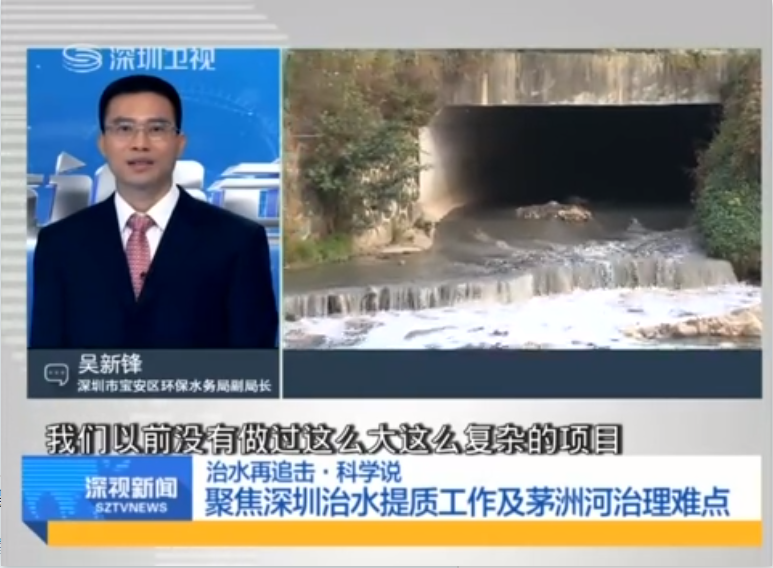 深圳卫视
吴新锋
深圳市宝安区环保水务局副局长
我们以前没有做过这么大这么复杂的项目
治水再追击·科学说
深视新闻
SZTVNEWS
聚焦深圳治水提质工作及茅洲河治理难点